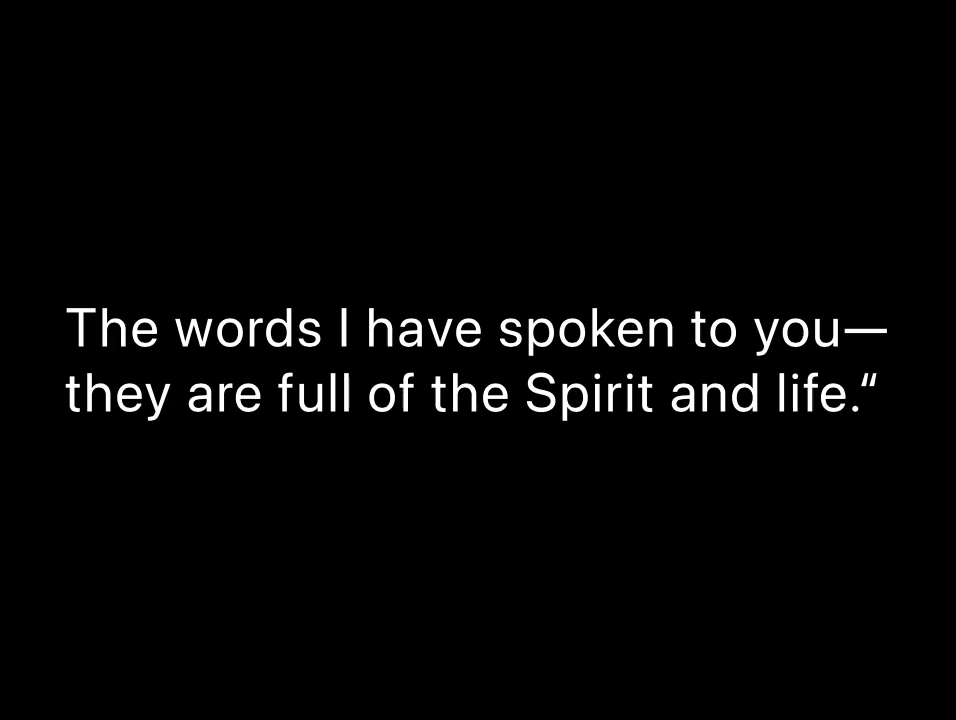 The words I have spoken to you—
they are full of the Spirit and life.“